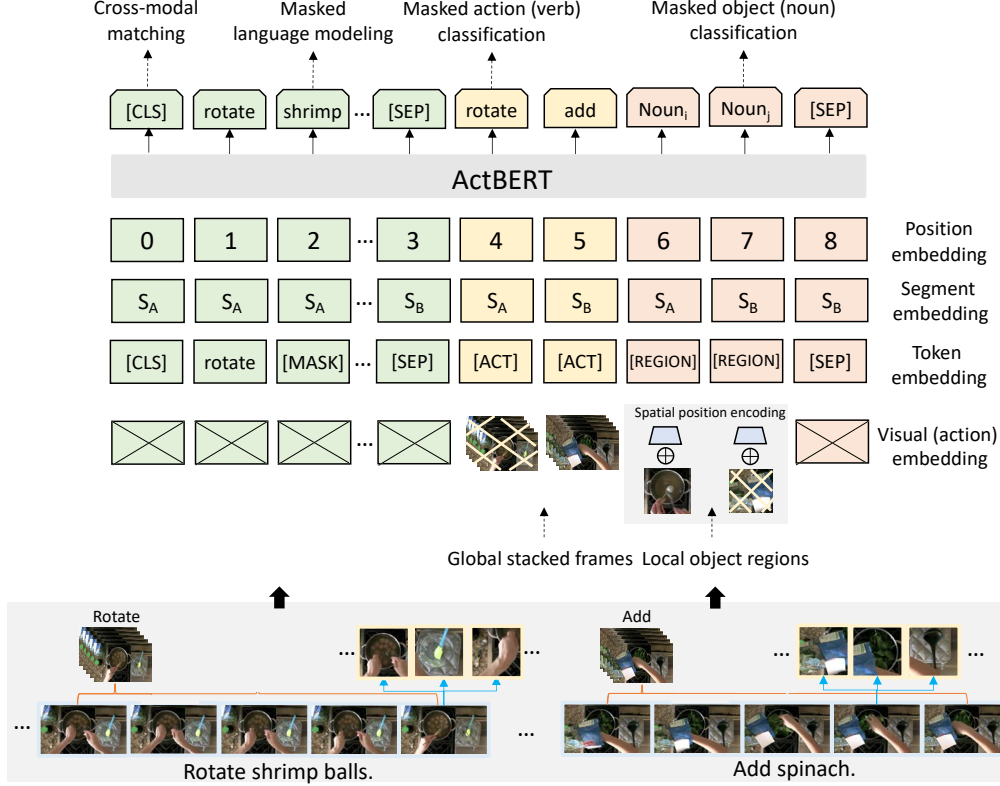 Cross-modal matching
Masked language modeling
Masked action (verb) classification
Masked object (noun) classification
[CLS] rotate shrimp ... [SEP] rotate add Nounᵢ Nounⱼ [SEP]
ActBERT
0 1 2 ... 3 4 5 6 7 8 Position embedding
S_A S_A S_A ... S_B S_A S_B S_A S_B S_B Segment embedding
[CLS] rotate [MASK] ... [SEP] [ACT] [ACT] [REGION] [REGION] [SEP] Token embedding
Spatial position encoding
... Visual (action) embedding
Global stacked frames Local object regions
Rotate Add
... ... ... ...
... ...
Rotate shrimp balls. Add spinach.